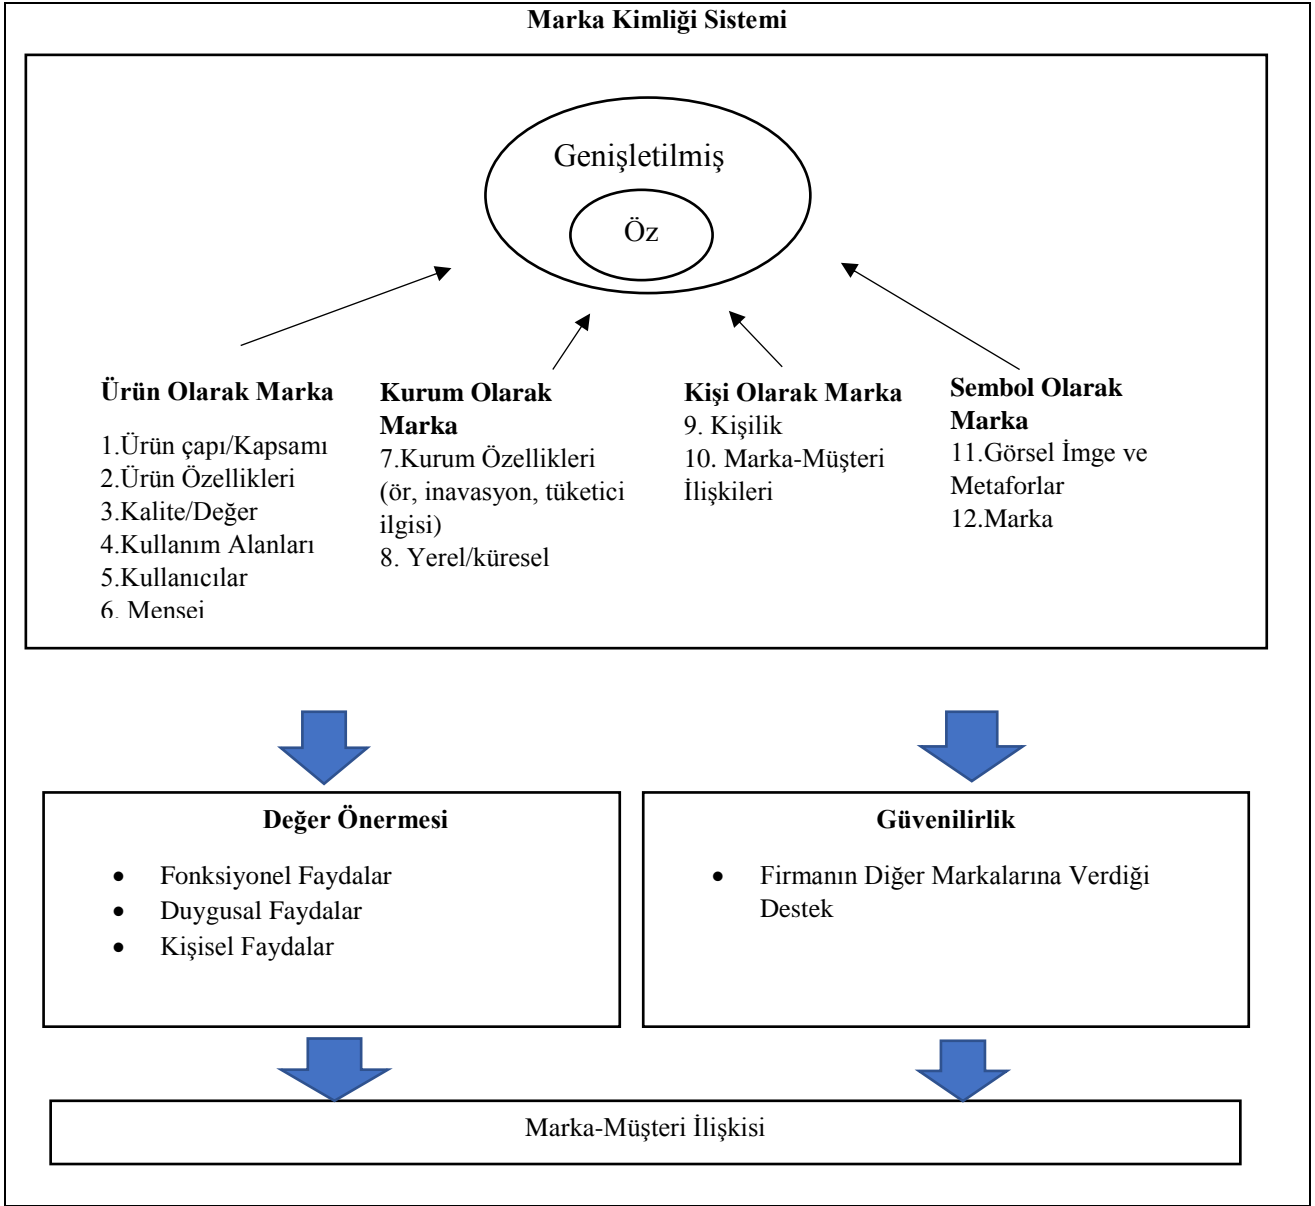 Marka Kimliği Sistemi
Genişletilmiş
Öz
Ürün Olarak Marka
1.Ürün çapı/Kapsamı
2.Ürün Özellikleri
3.Kalite/Değer
4.Kullanım Alanları
5.Kullanıcılar
6. Mensei
Kurum Olarak
Marka
7.Kurum Özellikleri
(ör, inavasyon, tüketici
ilgisi)
8. Yerel/küresel
Kişi Olarak Marka
9. Kişilik
10. Marka-Müşteri
İlişkileri
Sembol Olarak
Marka
11.Görsel İmge ve
Metaforlar
12.Marka
Değer Önermesi
• Fonksiyonel Faydalar
• Duygusal Faydalar
• Kişisel Faydalar
Güvenilirlik
• Firmanın Diğer Markalarına Verdiği
Destek
Marka-Müşteri İlişkisi